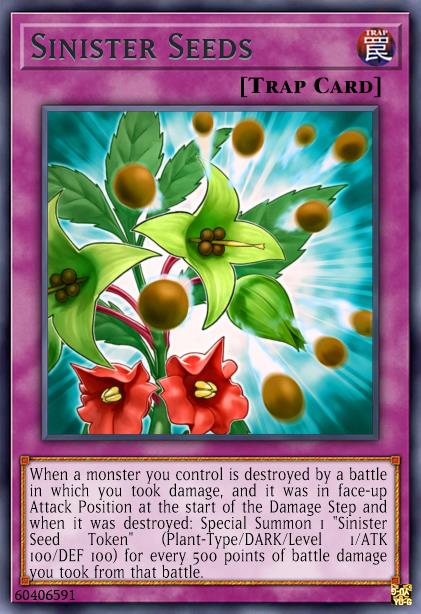 Sinister Seeds
TRAP
罠
[Trap Card]
When a monster you control is destroyed by a battle
in which you took damage, and it was in face-up
Attack Position at the start of the Damage Step and
when it was destroyed: Special Summon 1 "Sinister
Seed Token" (Plant-Type/DARK/Level 1/ATK
100/DEF 100) for every 500 points of battle damage
you took from that battle.
60406591